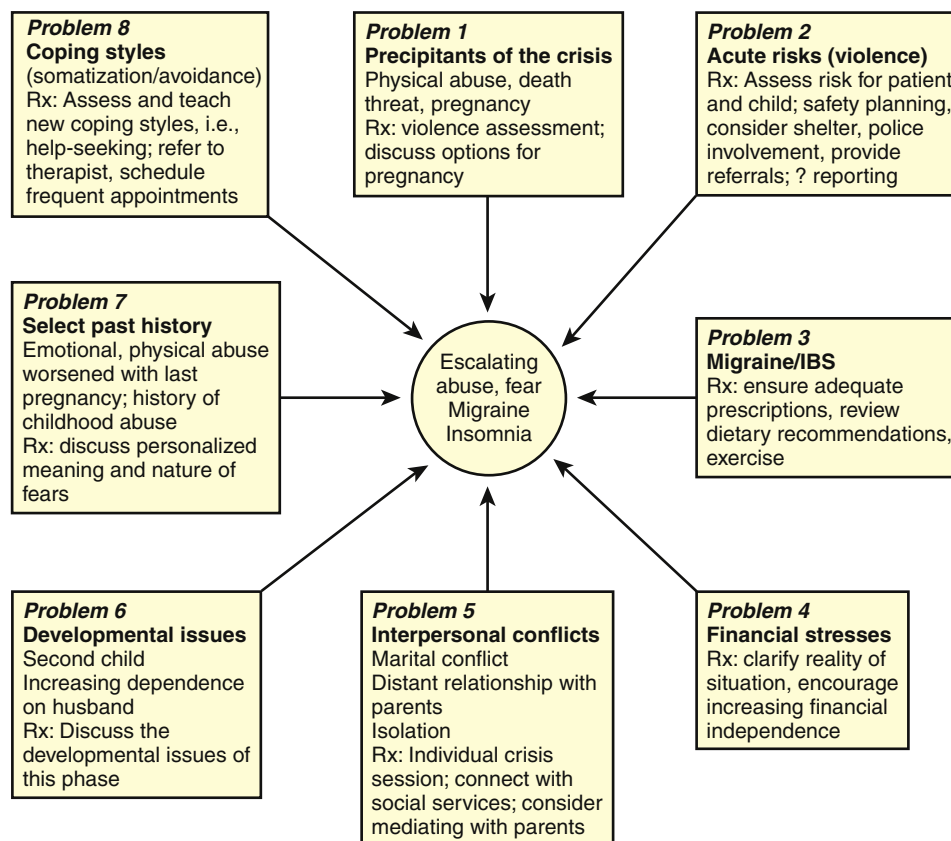 Problem 8
Coping styles
(somatization/avoidance)
Rx: Assess and teach
new coping styles, i.e.,
help-seeking; refer to
therapist, schedule
frequent appointments
Problem 1
Precipitants of the crisis
Physical abuse, death
threat, pregnancy
Rx: violence assessment;
discuss options for
pregnancy
Problem 2
Acute risks (violence)
Rx: Assess risk for patient
and child; safety planning,
consider shelter, police
involvement, provide
referrals; ? reporting
Problem 7
Select past history
Emotional, physical abuse
worsened with last
pregnancy; history of
childhood abuse
Rx: discuss personalized
meaning and nature of
fears
Escalating
abuse, fear
Migraine
Insomnia
Problem 3
Migraine/IBS
Rx: ensure adequate
prescriptions, review
dietary recommendations,
exercise
Problem 6
Developmental issues
Second child
Increasing dependence
on husband
Rx: Discuss the
developmental issues of
this phase
Problem 5
Interpersonal conflicts
Marital conflict
Distant relationship with
parents
Isolation
Rx: Individual crisis
session; connect with
social services; consider
mediating with parents
Problem 4
Financial stresses
Rx: clarify reality of
situation, encourage
increasing financial
independence